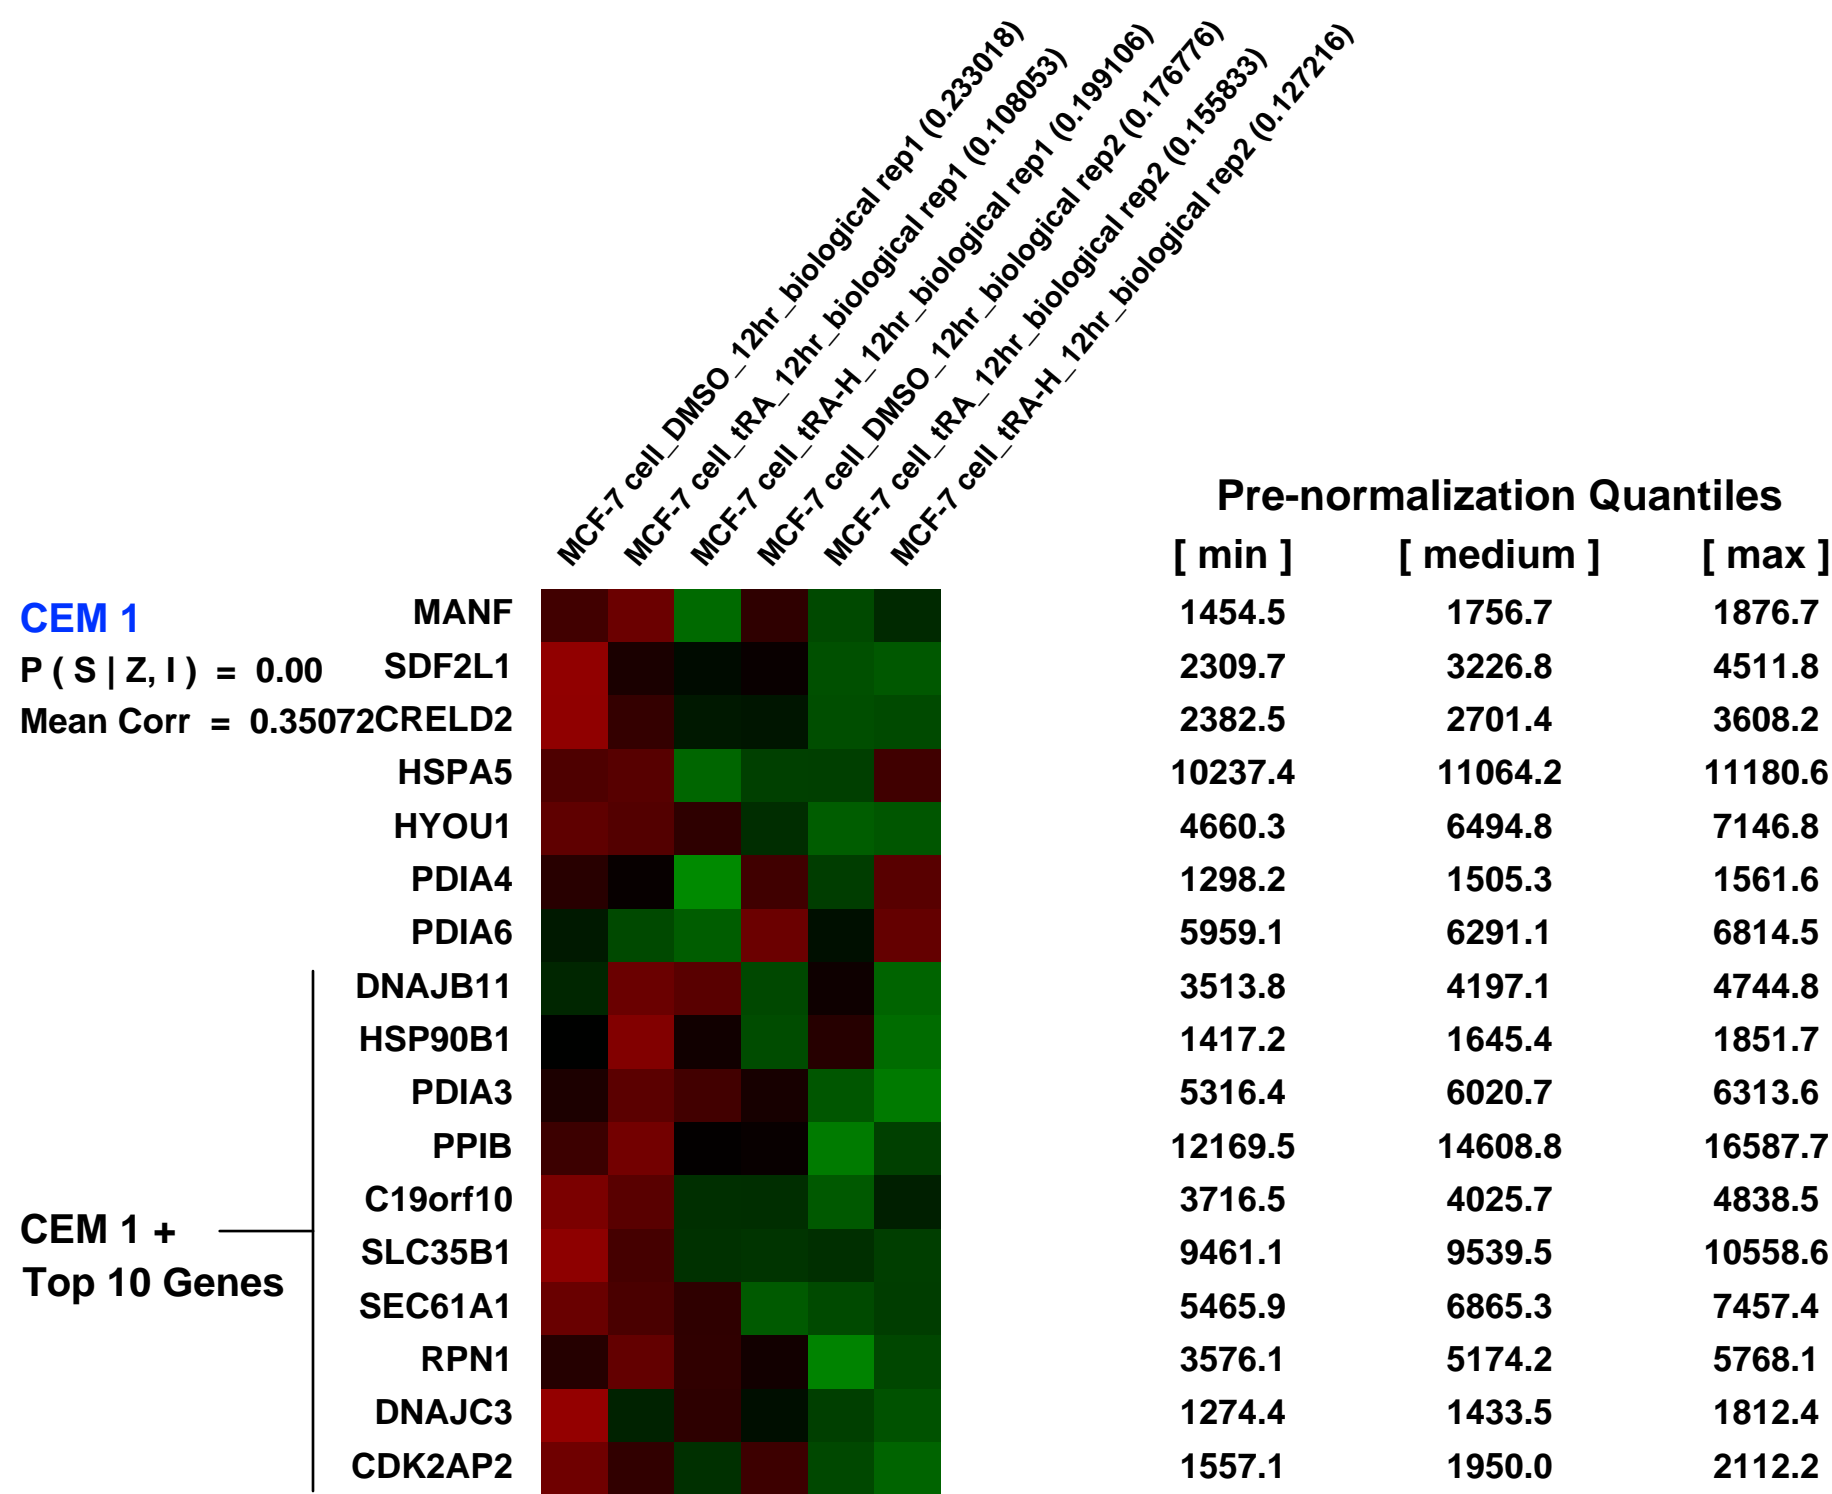 MCF-7 cell_DMSO_12hr_biological rep1 (0.233018)
MCF-7 cell_tRA_12hr_biological rep1 (0.108053)
MCF-7 cell_tRA-H_12hr_biological rep1 (0.199106)
MCF-7 cell_DMSO_12hr_biological rep2 (0.176776)
MCF-7 cell_tRA_12hr_biological rep2 (0.155833)
MCF-7 cell_tRA-H_12hr_biological rep2 (0.127216)
Pre-normalization Quantiles
[ min ] [ medium ] [ max ]
CEM 1 MANF 1454.5 1756.7 1876.7
P ( S | Z, I ) = 0.00 SDF2L1 2309.7 3226.8 4511.8
Mean Corr = 0.35072 CRELD2 2382.5 2701.4 3608.2
HSPA5 10237.4 11064.2 11180.6
HYOU1 4660.3 6494.8 7146.8
PDIA4 1298.2 1505.3 1561.6
PDIA6 5959.1 6291.1 6814.5
DNAJB11 3513.8 4197.1 4744.8
HSP90B1 1417.2 1645.4 1851.7
PDIA3 5316.4 6020.7 6313.6
PPIB 12169.5 14608.8 16587.7
C19orf10 3716.5 4025.7 4838.5
CEM 1 +
SLC35B1 9461.1 9539.5 10558.6
Top 10 Genes
SEC61A1 5465.9 6865.3 7457.4
RPN1 3576.1 5174.2 5768.1
DNAJC3 1274.4 1433.5 1812.4
CDK2AP2 1557.1 1950.0 2112.2